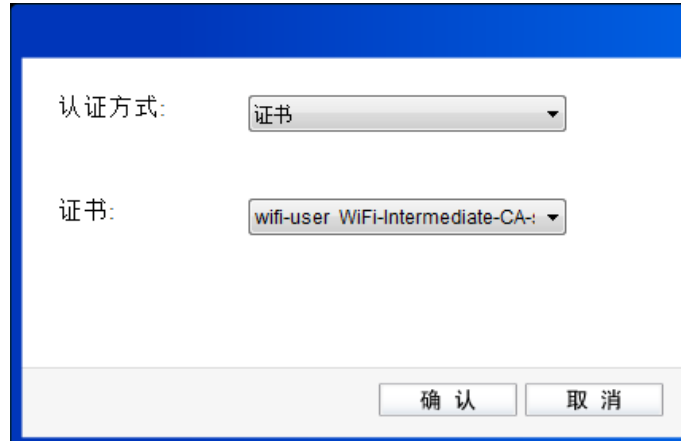 认证方式: 证书
证书: wifi-user WiFi-Intermediate-CA-
确 认 取 消